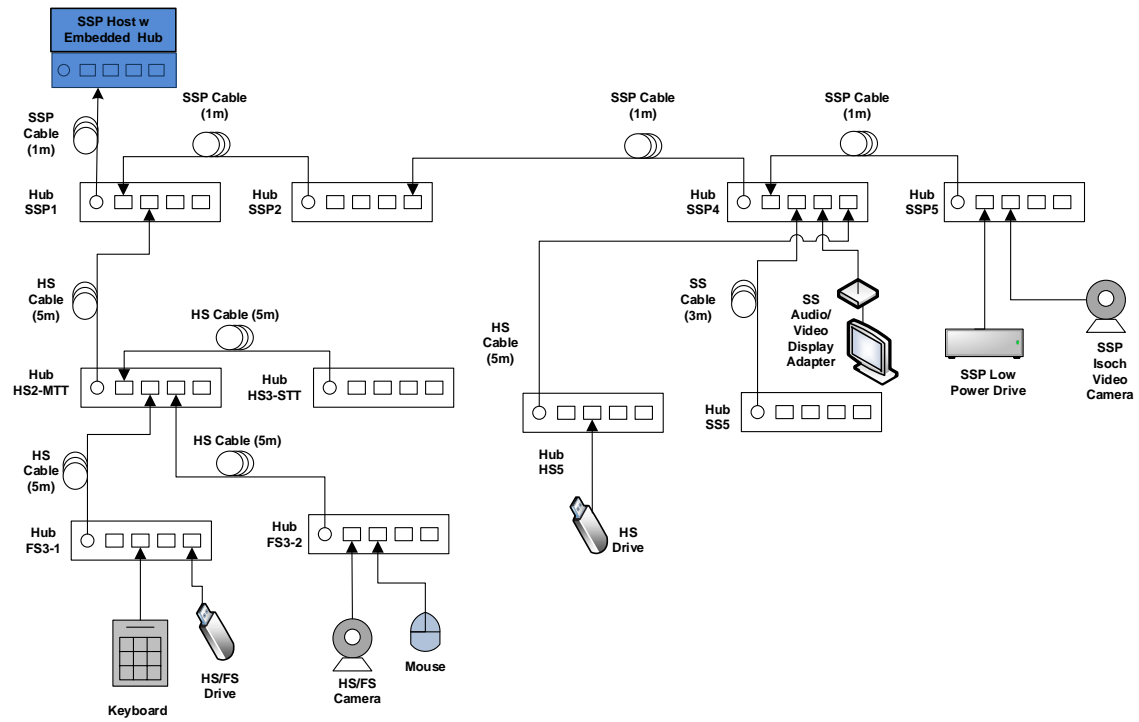 SSP Host w
Embedded Hub
SSP Cable
(1m)
SSP Cable
(1m)
SSP Cable
(1m)
SSP
Cable
(1m)
Hub
SSP1
Hub
SSP2
Hub
SSP4
Hub
SSP5
HS
Cable
(5m)
HS Cable (5m)
HS
Cable
(5m)
SS
Cable
(3m)
SS
Audio/
Video
Display
Adapter
SSP Low
Power Drive
SSP
Isoch
Video
Camera
Hub
HS2-MTT
Hub
HS3-STT
Hub
SS5
HS Cable (5m)
HS
Cable
(5m)
Hub
HS5
Hub
FS3-1
Hub
FS3-2
HS
Drive
Keyboard
HS/FS
Drive
HS/FS
Camera
Mouse